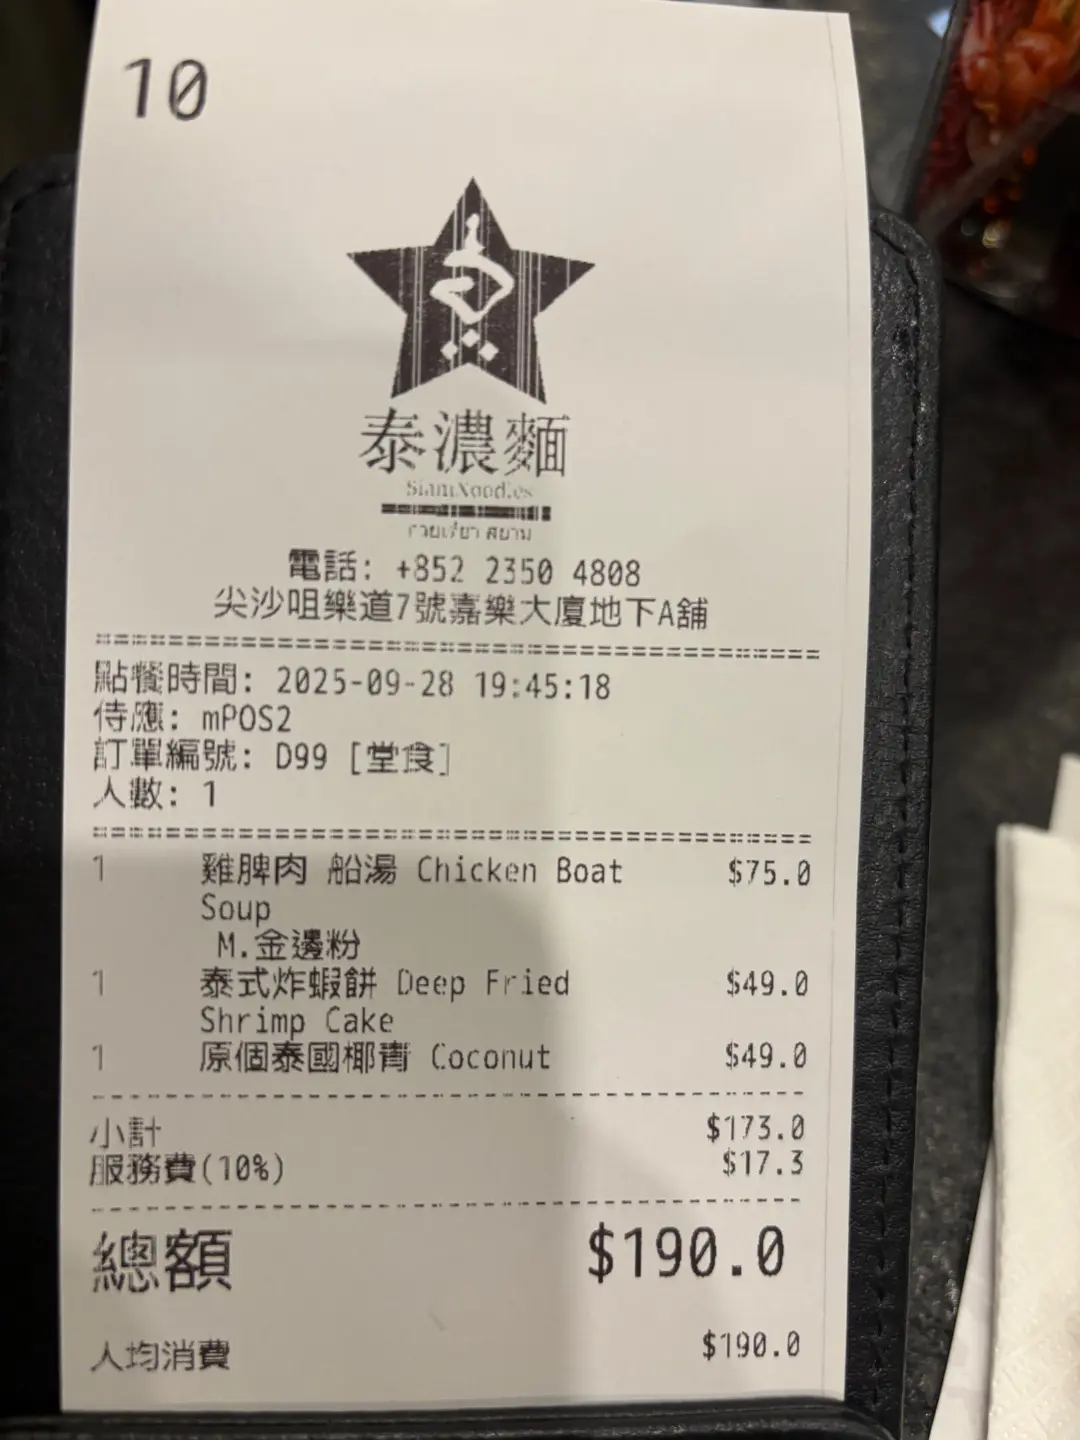 10
泰濃麵
SiamNoodles
電話: +852 2350 4808
尖沙咀樂道7號嘉樂大廈地下A舖
點餐時間: 2025-09-28 19:45:18
侍應: mPOS2
訂單編號: D99 [堂食]
人數: 1
1 雞脾肉 船湯 Chicken Boat $75.0
Soup
M.金邊粉
1 泰式炸蝦餅 Deep Fried $49.0
Shrimp Cake
1 原個泰國椰青 Coconut $49.0
小計 $173.0
服務費(10%) $17.3
總額 $190.0
人均消費 $190.0